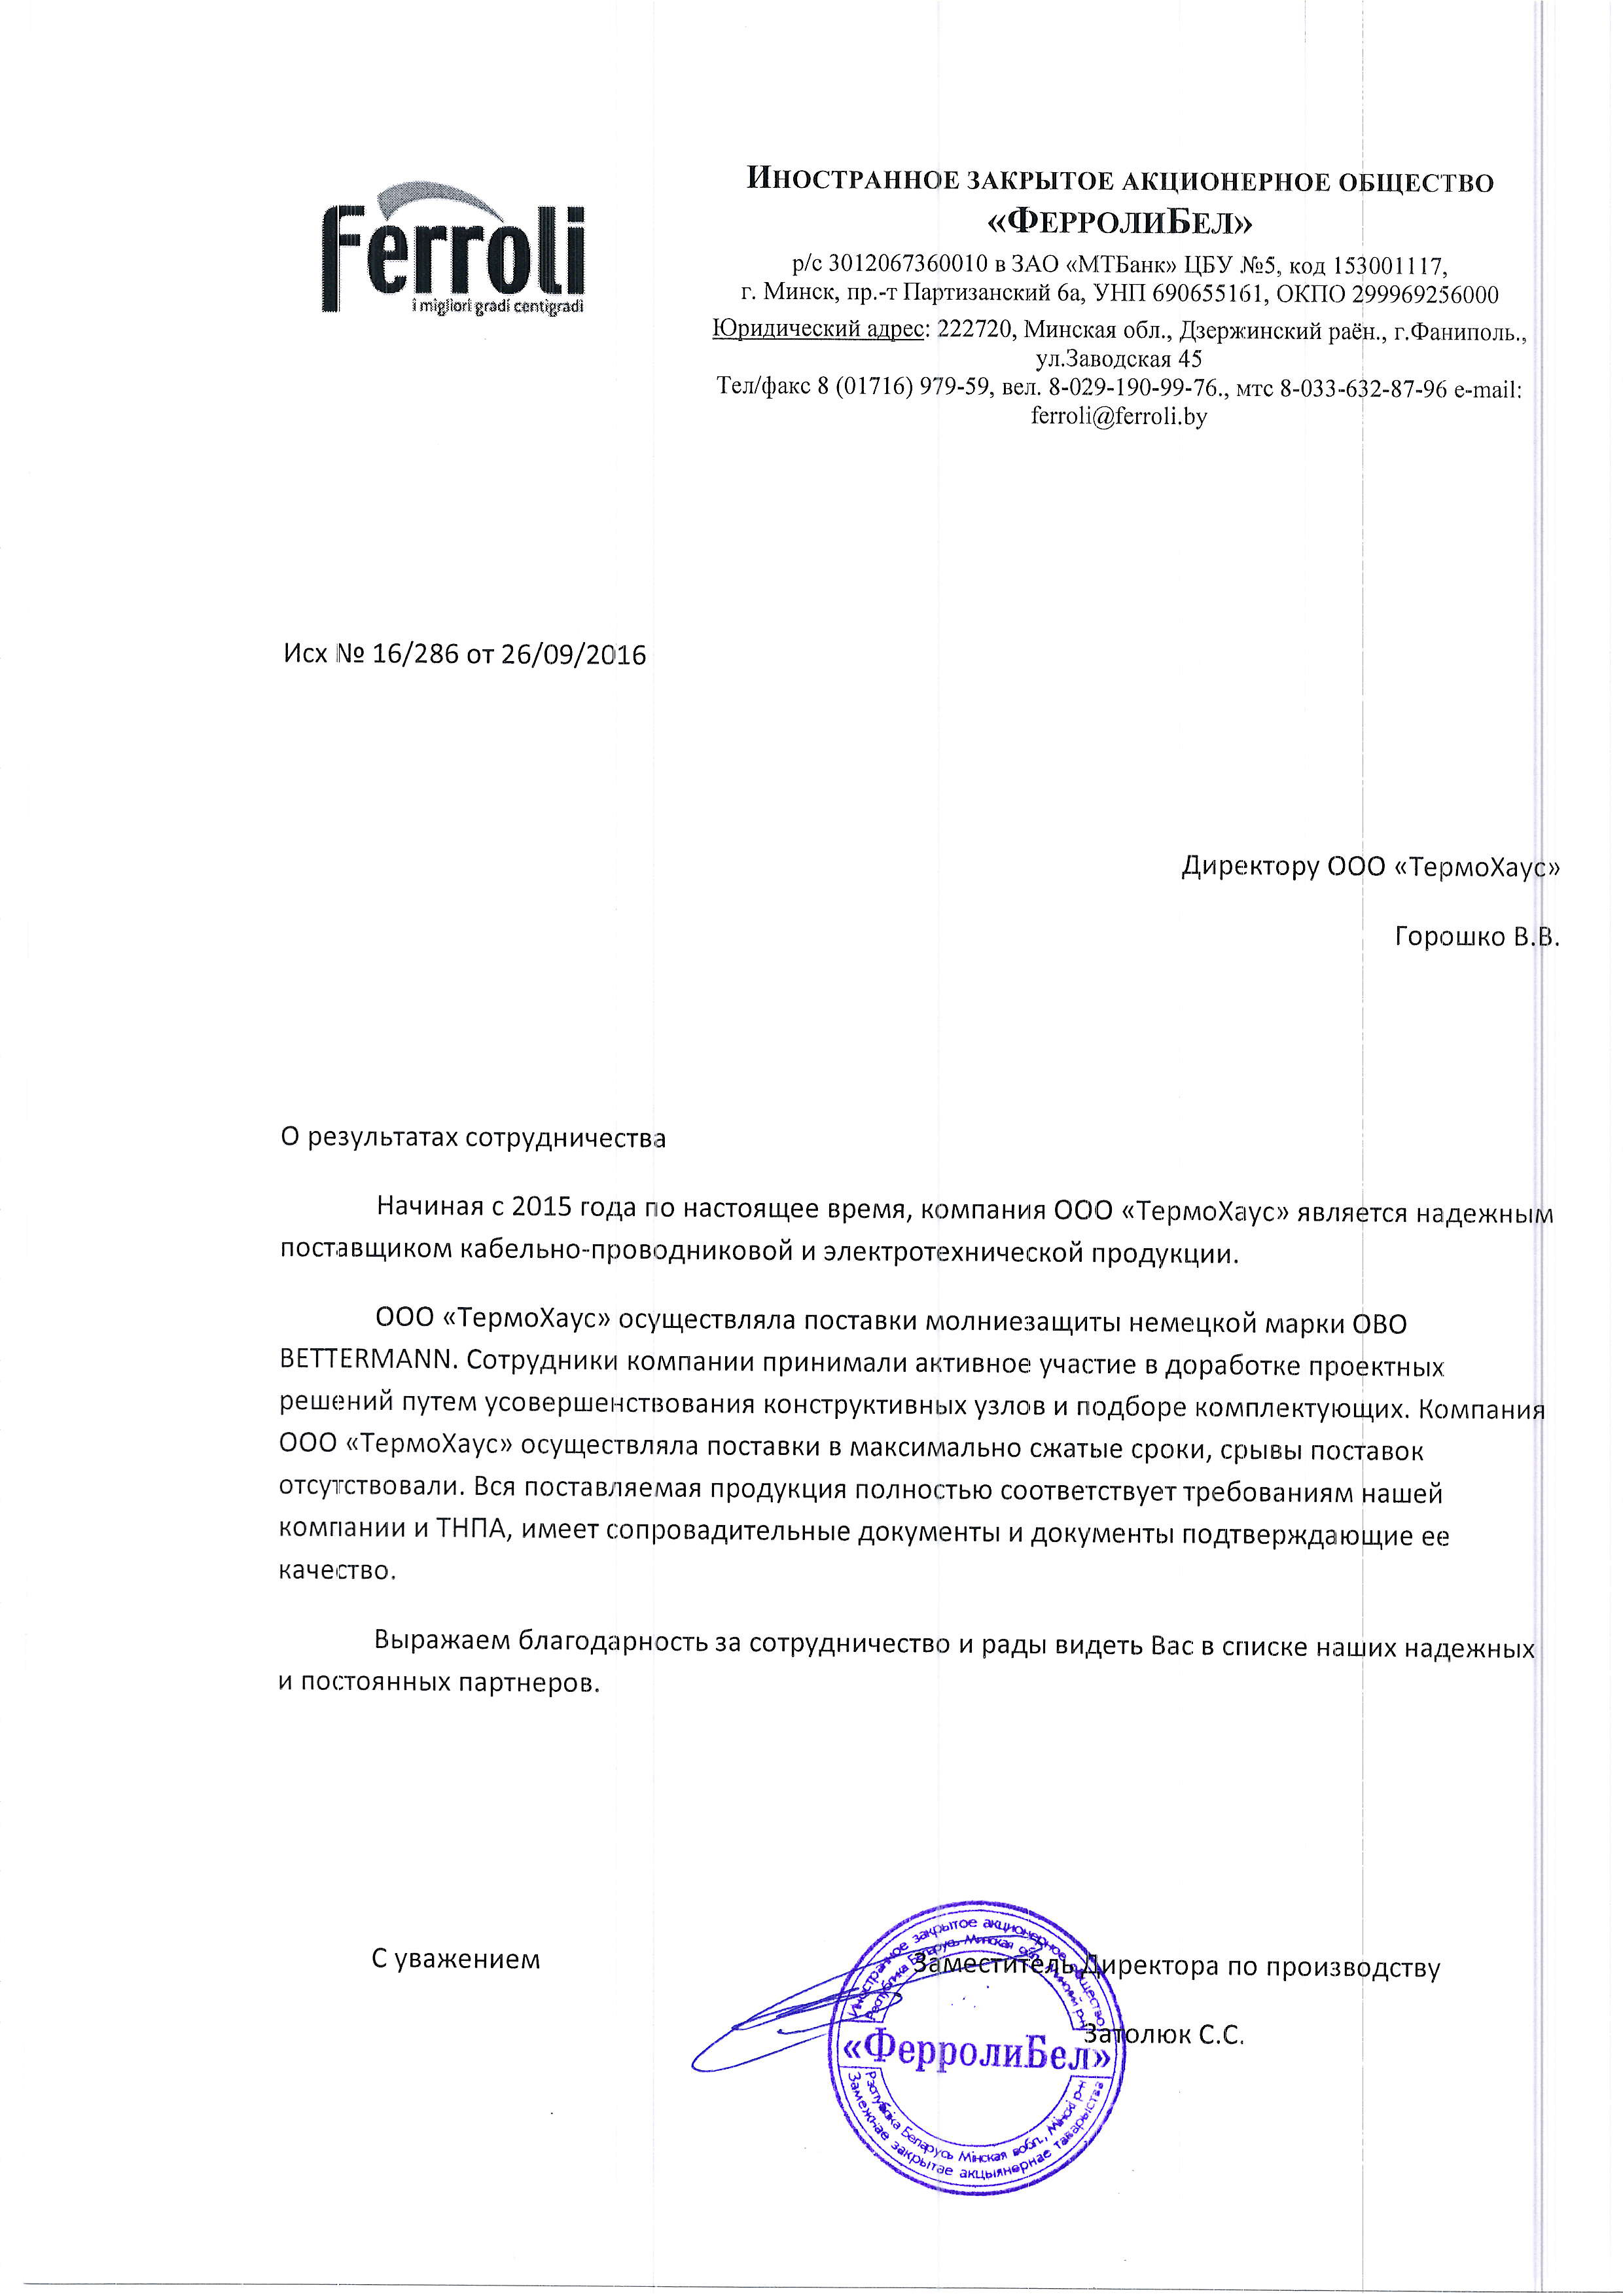 Ferroli
i migliori gradi centigradi
ИНОСТРАННОЕ ЗАКРЫТОЕ АКЦИОНЕРНОЕ ОБЩЕСТВО
«ФЕРРОЛИБЕЛ»
р/с 3012067360010 в ЗАО «МТБанк» ЦБУ №5, код 153001117,
г. Минск, пр.-т Партизанский 6а, УНП 690655161, ОКПО 299969256000
Юридический адрес: 222720, Минская обл., Дзержинский раён., г.Фаниполь.,
ул.Заводская 45
Тел/факс 8 (01716) 979-59, вел. 8-029-190-99-76., мтс 8-033-632-87-96 e-mail:
ferroli@ferroli.by
Исх № 16/286 от 26/09/2016
Директору ООО «ТермоХаус»
Горошко В.В.
О результатах сотрудничества
Начиная с 2015 года по настоящее время, компания ООО «ТермоХаус» является надежным
поставщиком кабельно-проводниковой и электротехнической продукции.
ООО «ТермоХаус» осуществляла поставки молниезащиты немецкой марки ОВО
BETTERMANN. Сотрудники компании принимали активное участие в доработке проектных
решений путем усовершенствования конструктивных узлов и подборе комплектующих. Компания
ООО «ТермоХаус» осуществляла поставки в максимально сжатые сроки, срывы поставок
отсутствовали. Вся поставляемая продукция полностью соответствует требованиям нашей
компании и ТНПА, имеет сопровадительные документы и документы подтверждающие ее
качество.
Выражаем благодарность за сотрудничество и рады видеть Вас в списке наших надежных
и постоянных партнеров.
С уважением
Заместитель Директора по производству
Затолюк С.С.
Иностранное закрытое акционерное общество
Республика Беларусь Минская обл., Минский р-н
«ФерролиБел»
Рэспубліка Беларусь Мінская вобл., Мінскі р-н
Замежнае закрытае акцыянернае таварыства